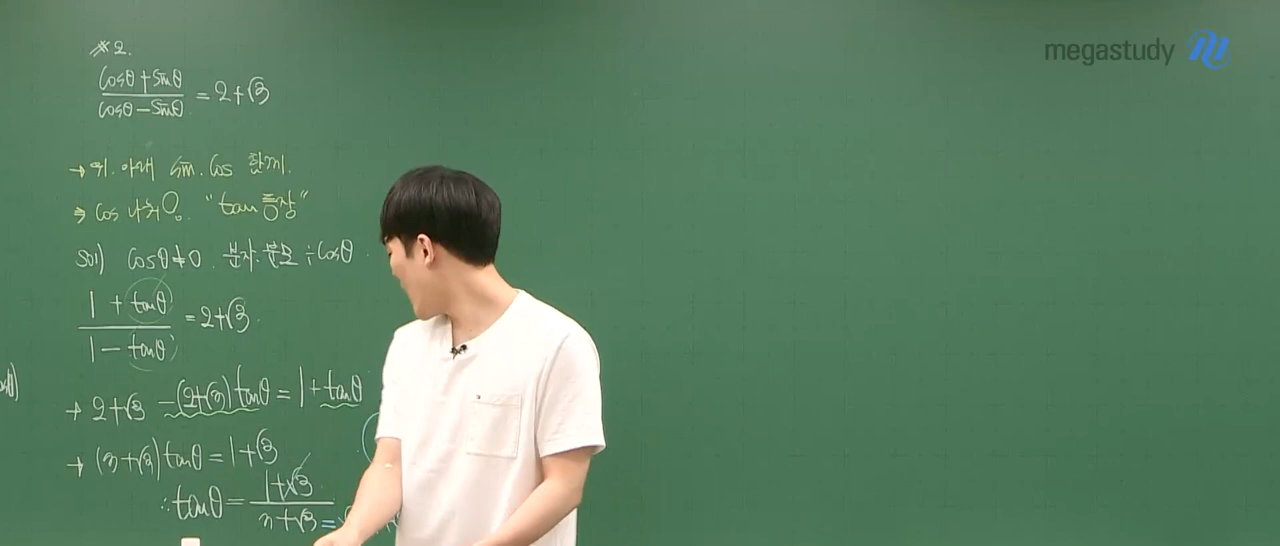 megastudy
※ 2.
cosθ + sinθ
cosθ - sinθ = 2+√3
→ 위. 아래 sin. cos 함께.
⇒ cos 나눠. "tan 등장"
sol) cosθ≠0. 분자. 분모 ÷cosθ
1 + tanθ
1 - tanθ = 2+√3.
→ 2+√3 -(2+√3)tanθ = 1+tanθ
→ (3+√3)tanθ = 1+√3
∴ tanθ = 1+√3
3+√3 =